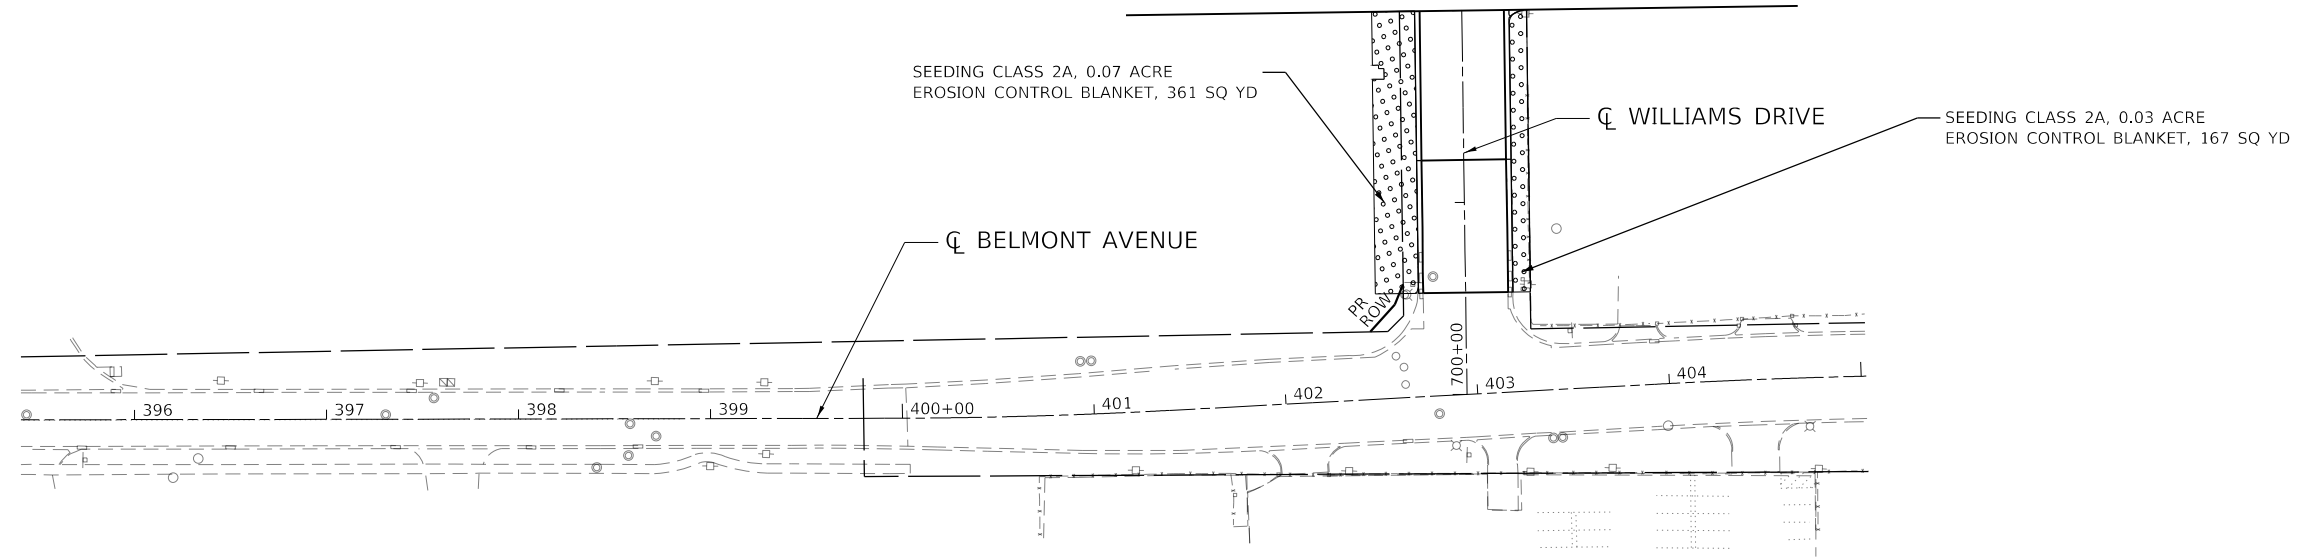 SEEDING CLASS 2A, 0.07 ACRE
EROSION CONTROL BLANKET, 361 SQ YD
℄ WILLIAMS DRIVE
SEEDING CLASS 2A, 0.03 ACRE
EROSION CONTROL BLANKET, 167 SQ YD
℄ BELMONT AVENUE
PR
ROW
700+00
396
397
398
399
400+00
401
402
403
404